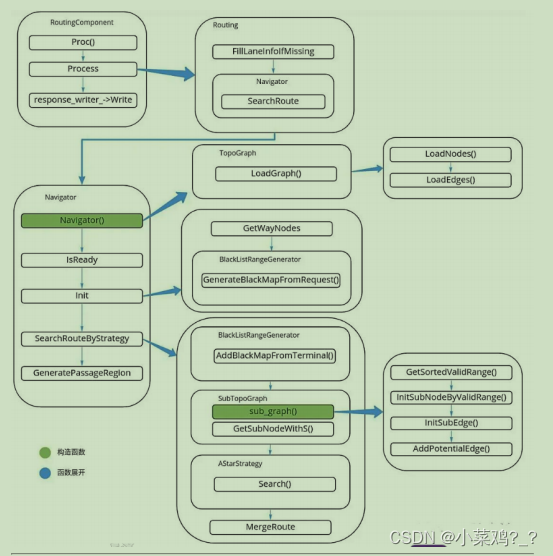 RoutingComponent
Proc()
Process
response_writer_->Write
Routing
FillLaneInfoIfMissing
Navigator
SearchRoute
TopoGraph
LoadGraph()
LoadNodes()
LoadEdges()
Navigator
Navigator()
IsReady
Init
SearchRouteByStrategy
GeneratePassageRegion
GetWayNodes
BlackListRangeGenerator
GenerateBlackMapFromRequest()
BlackListRangeGenerator
AddBlackMapFromTerminal()
SubTopoGraph
sub_graph()
GetSubNodeWithS()
AStarStrategy
Search()
MergeRoute
GetSortedValidRange()
InitSubNodeByValidRange()
InitSubEdge()
AddPotentialEdge()
构造函数
函数展开
CSDN @小菜鸡?_?